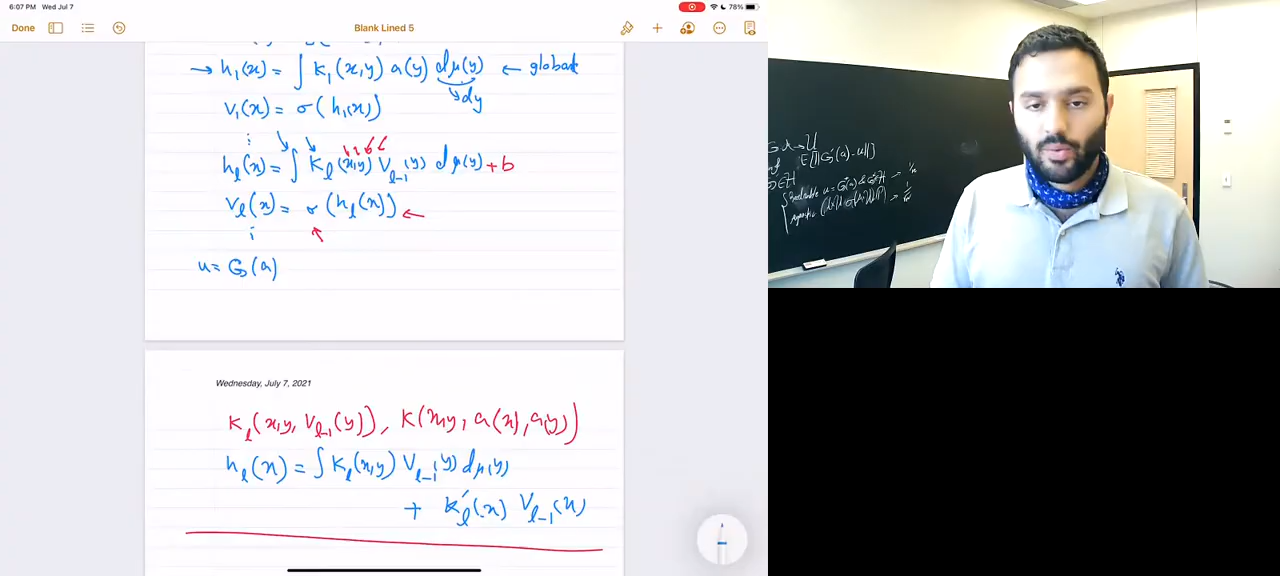 6:07 PM Wed Jul 7
78%
Done
Blank Lined 5
→ h₁(x) = ∫ K₁(x,y) a(y) dμ(y) ← global
↘dy
v₁(x) = σ(h₁(x))
⋮
h_ℓ(x) = ∫ K_ℓ(x,y) V_{ℓ-1}(y) dμ(y) + b
V_ℓ(x) = σ(h_ℓ(x)) ←
⋮
u = G(a)
Wednesday, July 7, 2021
K_ℓ(x,y, V_{ℓ-1}(y)), K(x,y, a(x), a(y))
h_ℓ(x) = ∫ K_ℓ(x,y) V_{ℓ-1}(y) dμ(y)
+ K'_ℓ(x) V_{ℓ-1}(x)